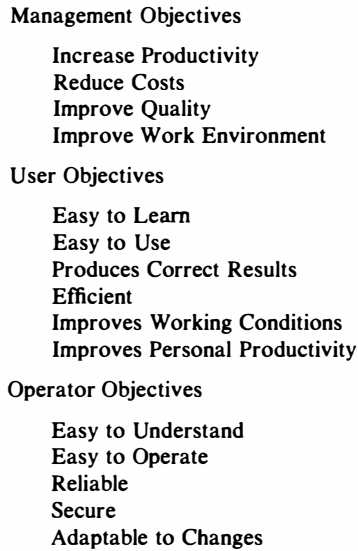 Management Objectives
Increase Productivity
Reduce Costs
Improve Quality
Improve Work Environment
User Objectives
Easy to Learn
Easy to Use
Produces Correct Results
Efficient
Improves Working Conditions
Improves Personal Productivity
Operator Objectives
Easy to Understand
Easy to Operate
Reliable
Secure
Adaptable to Changes